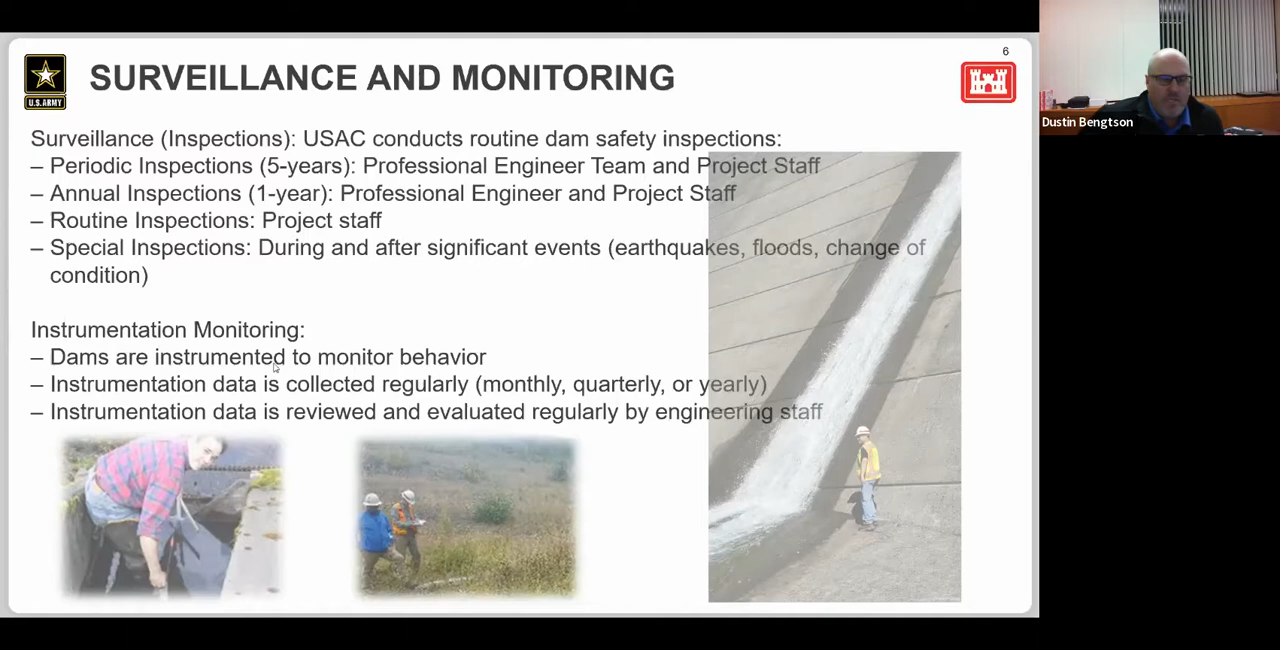 6
SURVEILLANCE AND MONITORING
U.S.ARMY
Surveillance (Inspections): USAC conducts routine dam safety inspections:
– Periodic Inspections (5-years): Professional Engineer Team and Project Staff
– Annual Inspections (1-year): Professional Engineer and Project Staff
– Routine Inspections: Project staff
– Special Inspections: During and after significant events (earthquakes, floods, change of
condition)
Instrumentation Monitoring:
– Dams are instrumented to monitor behavior
– Instrumentation data is collected regularly (monthly, quarterly, or yearly)
– Instrumentation data is reviewed and evaluated regularly by engineering staff
Dustin Bengtson